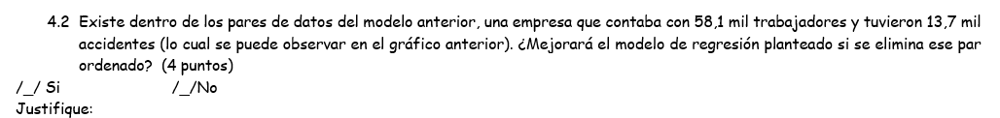 4.2 Existe dentro de los pares de datos del modelo anterior, una empresa que contaba con 58,1 mil trabajadores y tuvieron 13,7 mil
accidentes (lo cual se puede observar en el gráfico anterior). ¿Mejorará el modelo de regresión planteado si se elimina ese par
ordenado? (4 puntos)
/_/ Si /_/No
Justifique: